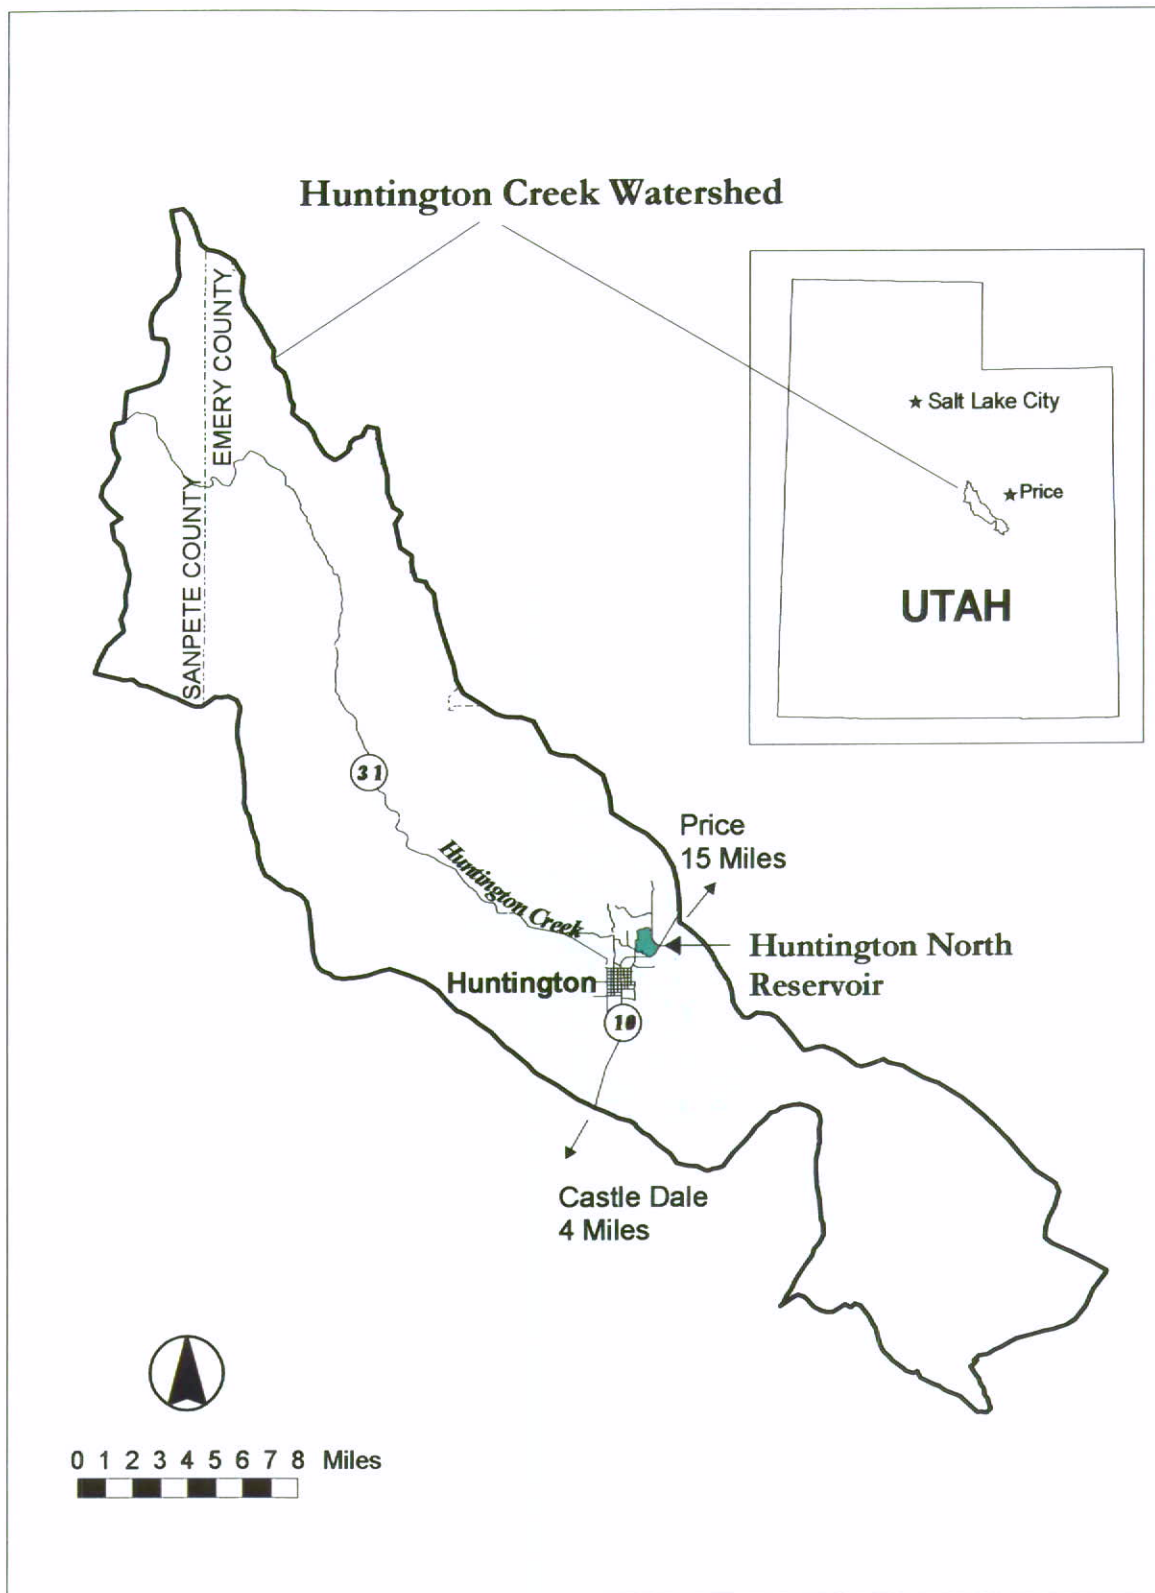 Huntington Creek Watershed
EMERY COUNTY
SANPETE COUNTY
Salt Lake City
Price
UTAH
31
Price
15 Miles
Huntington Creek
Huntington North
Reservoir
Huntington
10
Castle Dale
4 Miles
0 1 2 3 4 5 6 7 8 Miles